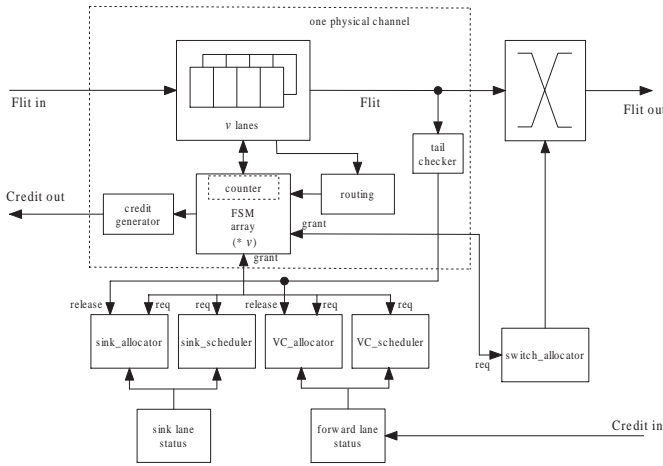 one physical channel
Flit in
v lanes
Flit
Flit out
tail
checker
counter
routing
Credit out
credit
generator
FSM
array
(* v)
grant
grant
release
req
req
release
req
req
sink_allocator
sink_scheduler
VC_allocator
VC_scheduler
req
switch_allocator
sink lane
status
forward lane
status
Credit in